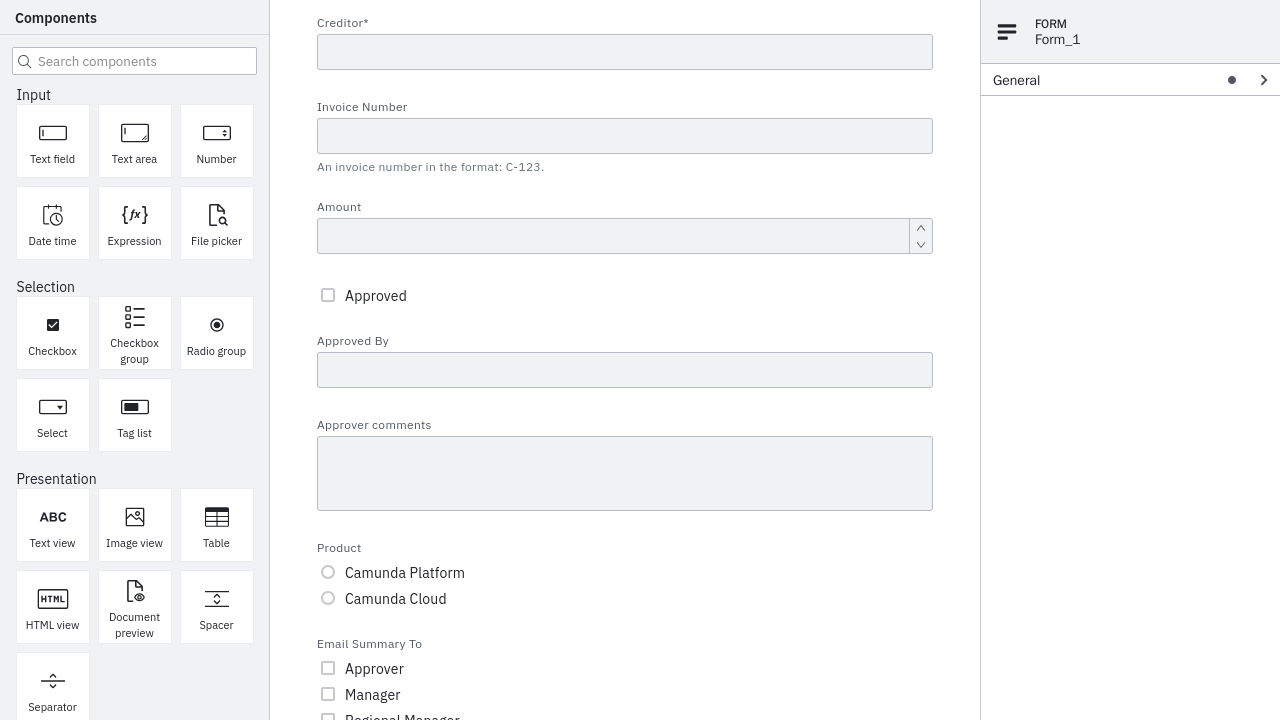 Components
Search components
Input
Text field
Text area
Number
Date time
{fx}
Expression
File picker
Selection
Checkbox
Checkbox
group
Radio group
Select
Tag list
Presentation
ABC
Text view
Image view
Table
HTML
HTML view
Document
preview
Spacer
Separator
Creditor*
Invoice Number
An invoice number in the format: C-123.
Amount
Approved
Approved By
Approver comments
Product
Camunda Platform
Camunda Cloud
Email Summary To
Approver
Manager
Regional Manager
FORM
Form_1
General